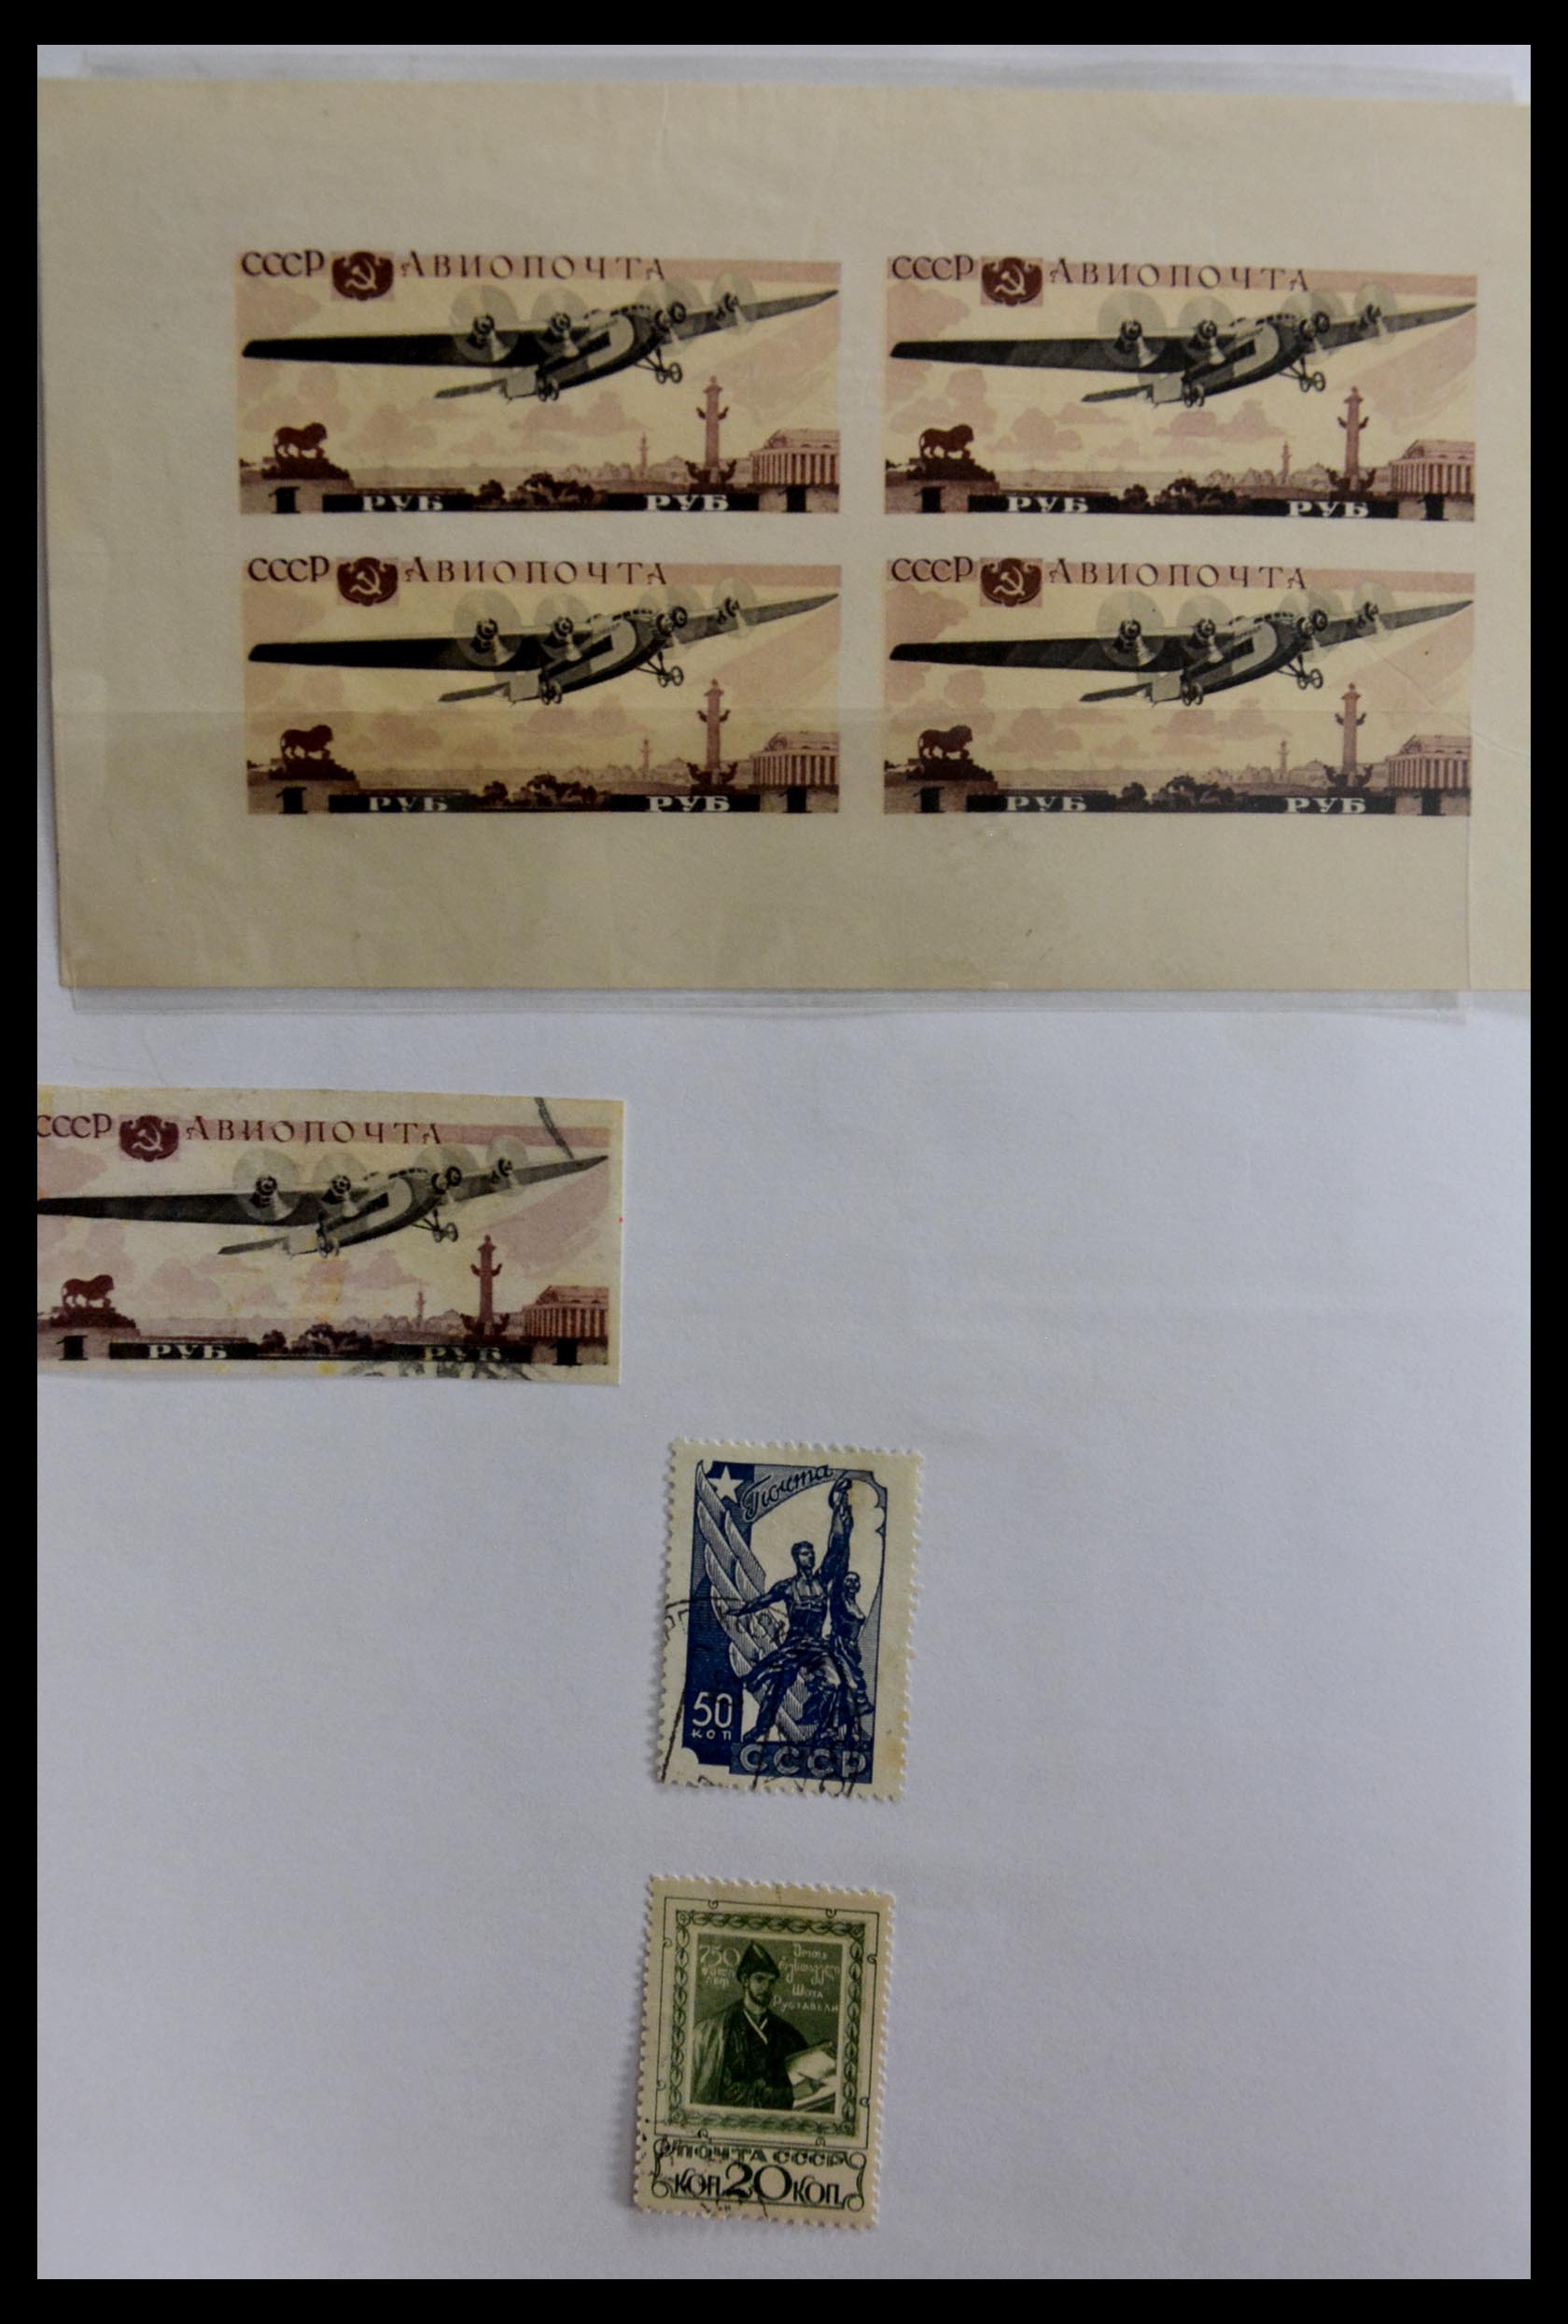 СССР АВИОПОЧТА
1 РУБ РУБ 1
СССР АВИОПОЧТА
1 РУБ РУБ 1
СССР АВИОПОЧТА
1 РУБ РУБ 1
СССР АВИОПОЧТА
1 РУБ РУБ 1
СССР АВИОПОЧТА
1 РУБ РУБ 1
Почта
50
коп
СССР
750
შოთა
რუსთაველი
Шота
Руставели
ПОЧТА СССР
КОП. 20 КОП.